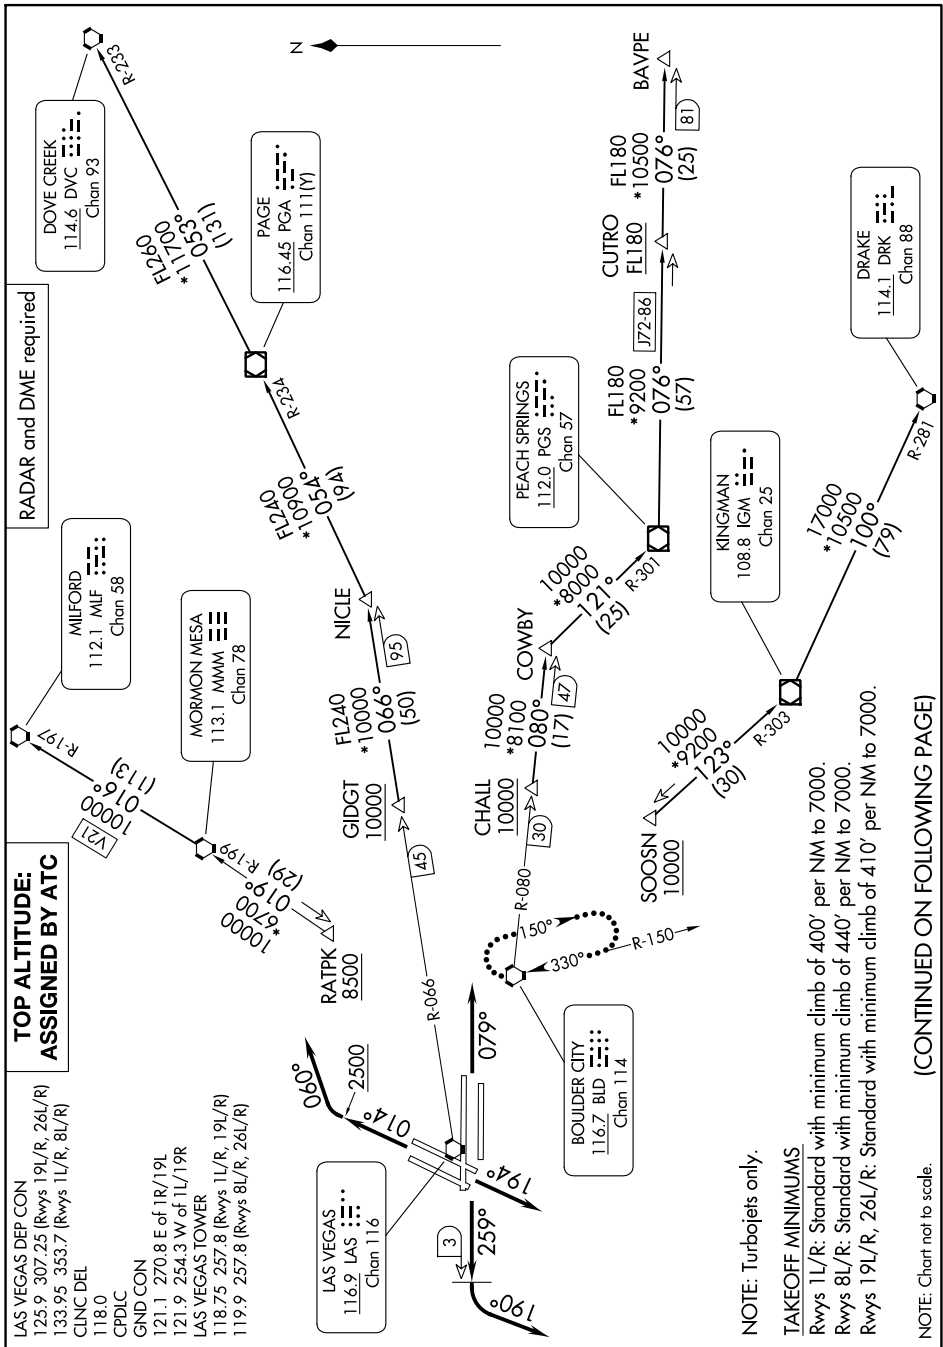 LAS VEGAS DEP CON
125.9 307.25 (Rwys 19L/R, 26L/R)
133.95 353.7 (Rwys 1L/R, 8L/R)
CLNC DEL
118.0
CPDLC
GND CON
121.1 270.8 E of 1R/19L
121.9 254.3 W of 1L/19R
LAS VEGAS TOWER
118.75 257.8 (Rwys 1L/R, 19L/R)
119.9 257.8 (Rwys 8L/R, 26L/R)
TOP ALTITUDE:
ASSIGNED BY ATC
RADAR and DME required
MILFORD
112.1 MLF
Chan 58
R-197
10000
016°
(113)
V21
MORMON MESA
113.1 MMM
Chan 78
R-199
10000
*6700
019°
(29)
RATPK
8500
DOVE CREEK
114.6 DVC
Chan 93
R-233
FL260
*11700
053°
(131)
PAGE
116.45 PGA
Chan 111(Y)
R-234
FL240
*10900
054°
(94)
NICLE
95
FL240
*10000
066°
(50)
GIDGT
10000
45
R-066
N
060°
2500
014°
079°
194°
3
259°
190°
LAS VEGAS
116.9 LAS
Chan 116
BOULDER CITY
116.7 BLD
Chan 114
150°
330°
R-150
R-080
CHALL
10000
30
10000
*8100
080°
(17)
COWBY
47
10000
*8000
121°
(25)
R-301
PEACH SPRINGS
112.0 PGS
Chan 57
FL180
*9200
076°
(57)
J72-86
CUTRO
FL180
FL180
*10500
076°
(25)
BAVPE
81
SOOSN
10000
10000
*9200
123°
(30)
R-303
KINGMAN
108.8 IGM
Chan 25
17000
*10500
100°
(79)
R-281
DRAKE
114.1 DRK
Chan 88
NOTE: Turbojets only.
TAKEOFF MINIMUMS
Rwys 1L/R: Standard with minimum climb of 400' per NM to 7000.
Rwys 8L/R: Standard with minimum climb of 440' per NM to 7000.
Rwys 19L/R, 26L/R: Standard with minimum climb of 410' per NM to 7000.
NOTE: Chart not to scale.
(CONTINUED ON FOLLOWING PAGE)